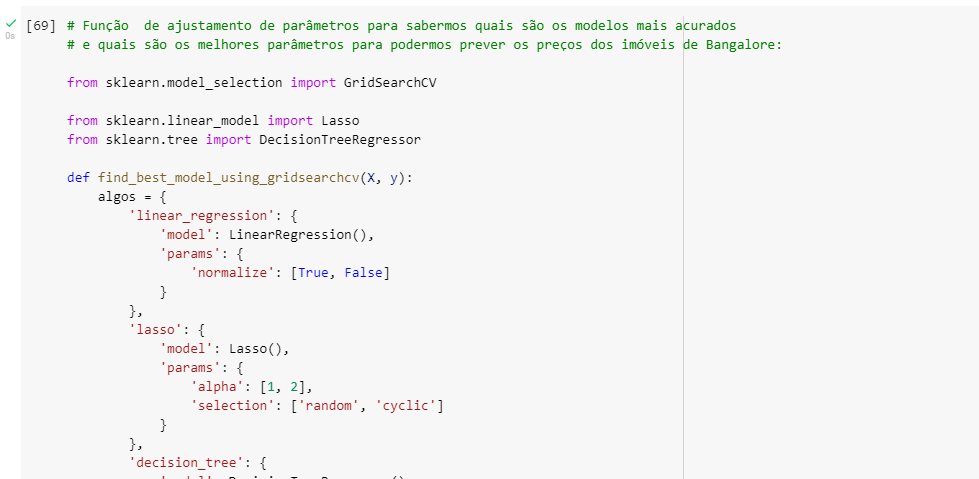 [69] # Função  de ajustamento de parâmetros para sabermos quais são os modelos mais acurados
0s
# e quais são os melhores parâmetros para podermos prever os preços dos imóveis de Bangalore:
from sklearn.model_selection import GridSearchCV
from sklearn.linear_model import Lasso
from sklearn.tree import DecisionTreeRegressor
def find_best_model_using_gridsearchcv(X, y):
    algos = {
        'linear_regression': {
            'model': LinearRegression(),
            'params': {
                'normalize': [True, False]
            }
        },
        'lasso': {
            'model': Lasso(),
            'params': {
                'alpha': [1, 2],
                'selection': ['random', 'cyclic']
            }
        },
        'decision_tree': {